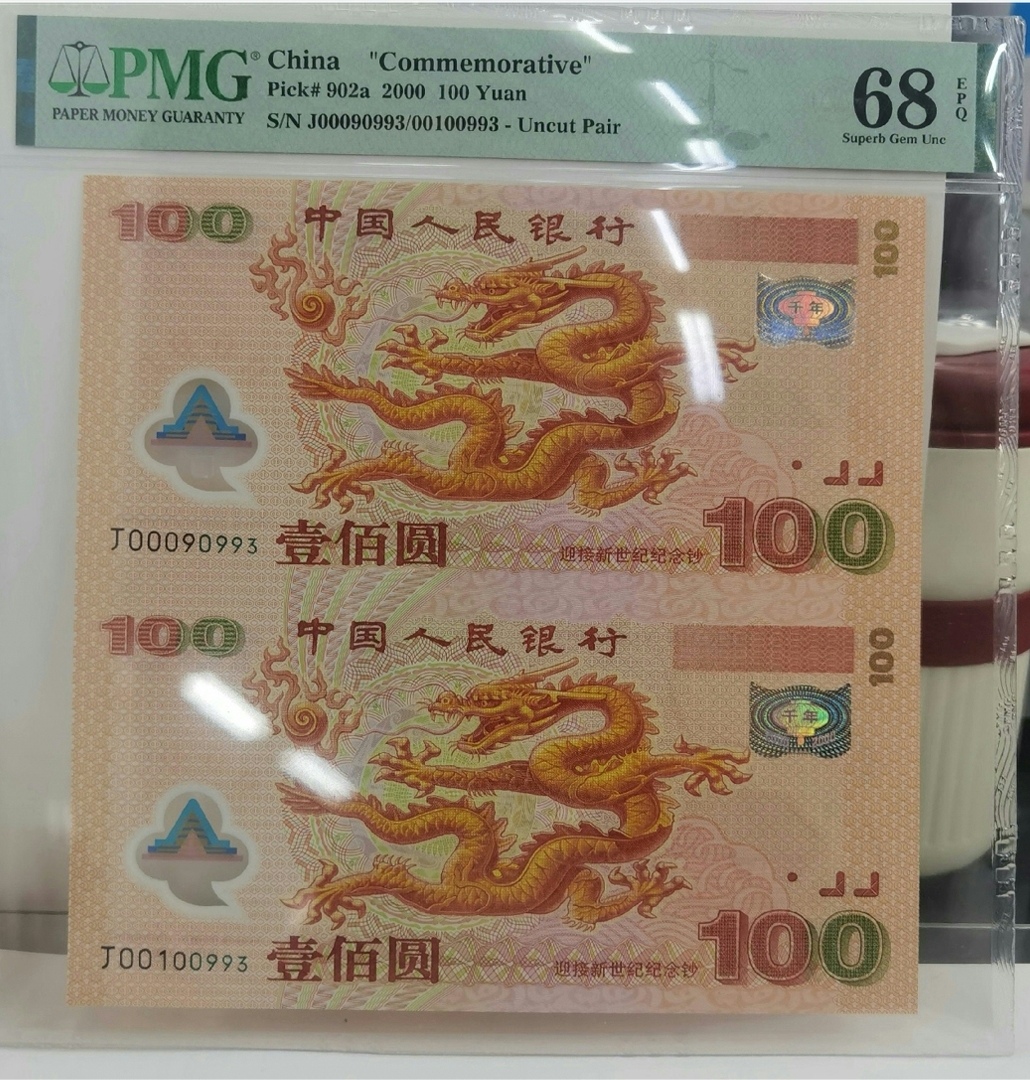 PMG® China "Commemorative"
Pick# 902a 2000 100 Yuan
PAPER MONEY GUARANTY
S/N J00090993/00100993 - Uncut Pair
68
EPQ
Superb Gem Unc
100
中国人民银行
100
千年
J00090993
壹佰圆
迎接新世纪纪念钞
100
100
中国人民银行
100
千年
J00100993
壹佰圆
迎接新世纪纪念钞
100